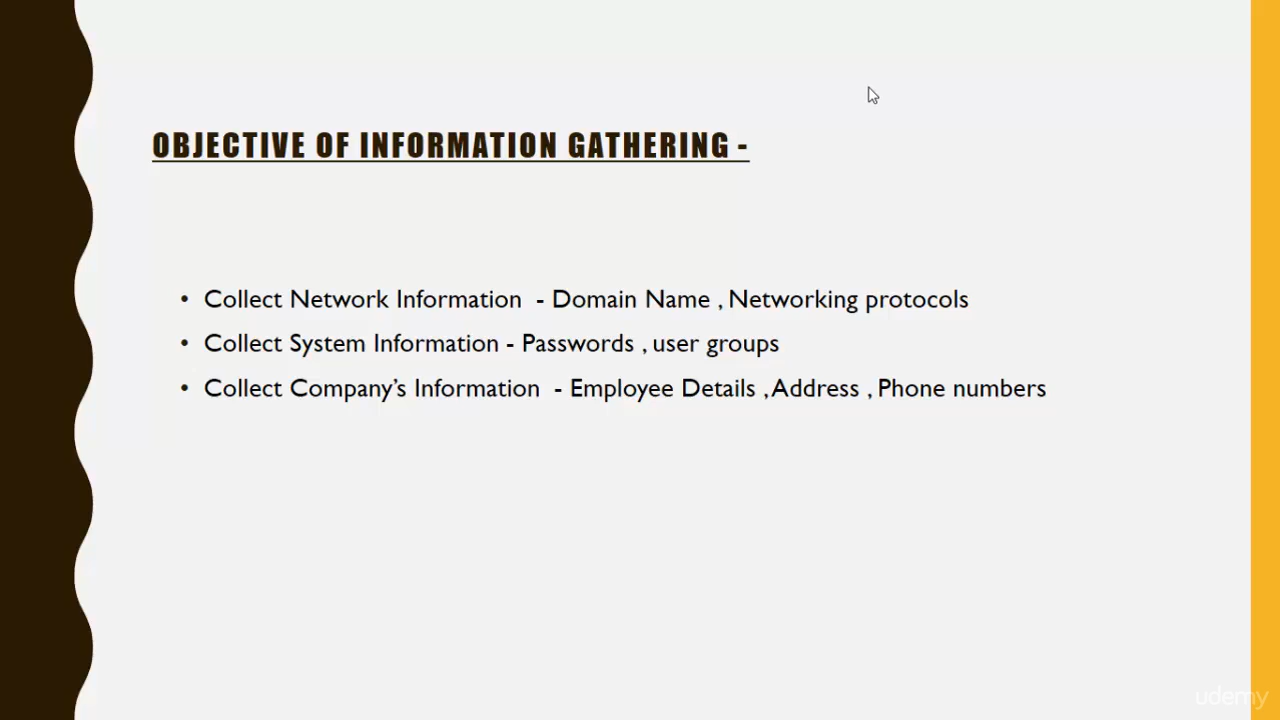 OBJECTIVE OF INFORMATION GATHERING -
• Collect Network Information - Domain Name , Networking protocols
• Collect System Information - Passwords , user groups
• Collect Company’s Information - Employee Details , Address , Phone numbers
udemy